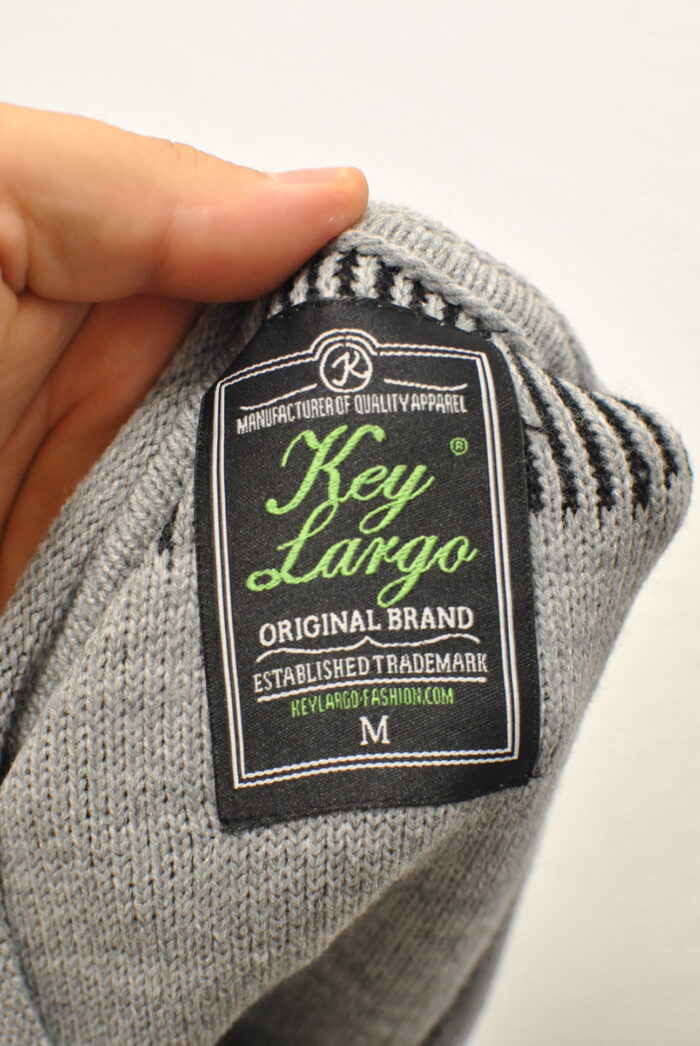 K
MANUFACTURER OF QUALITY APPAREL
Key ®
Largo
ORIGINAL BRAND
ESTABLISHED TRADEMARK
KEYLARGO-FASHION.COM
M